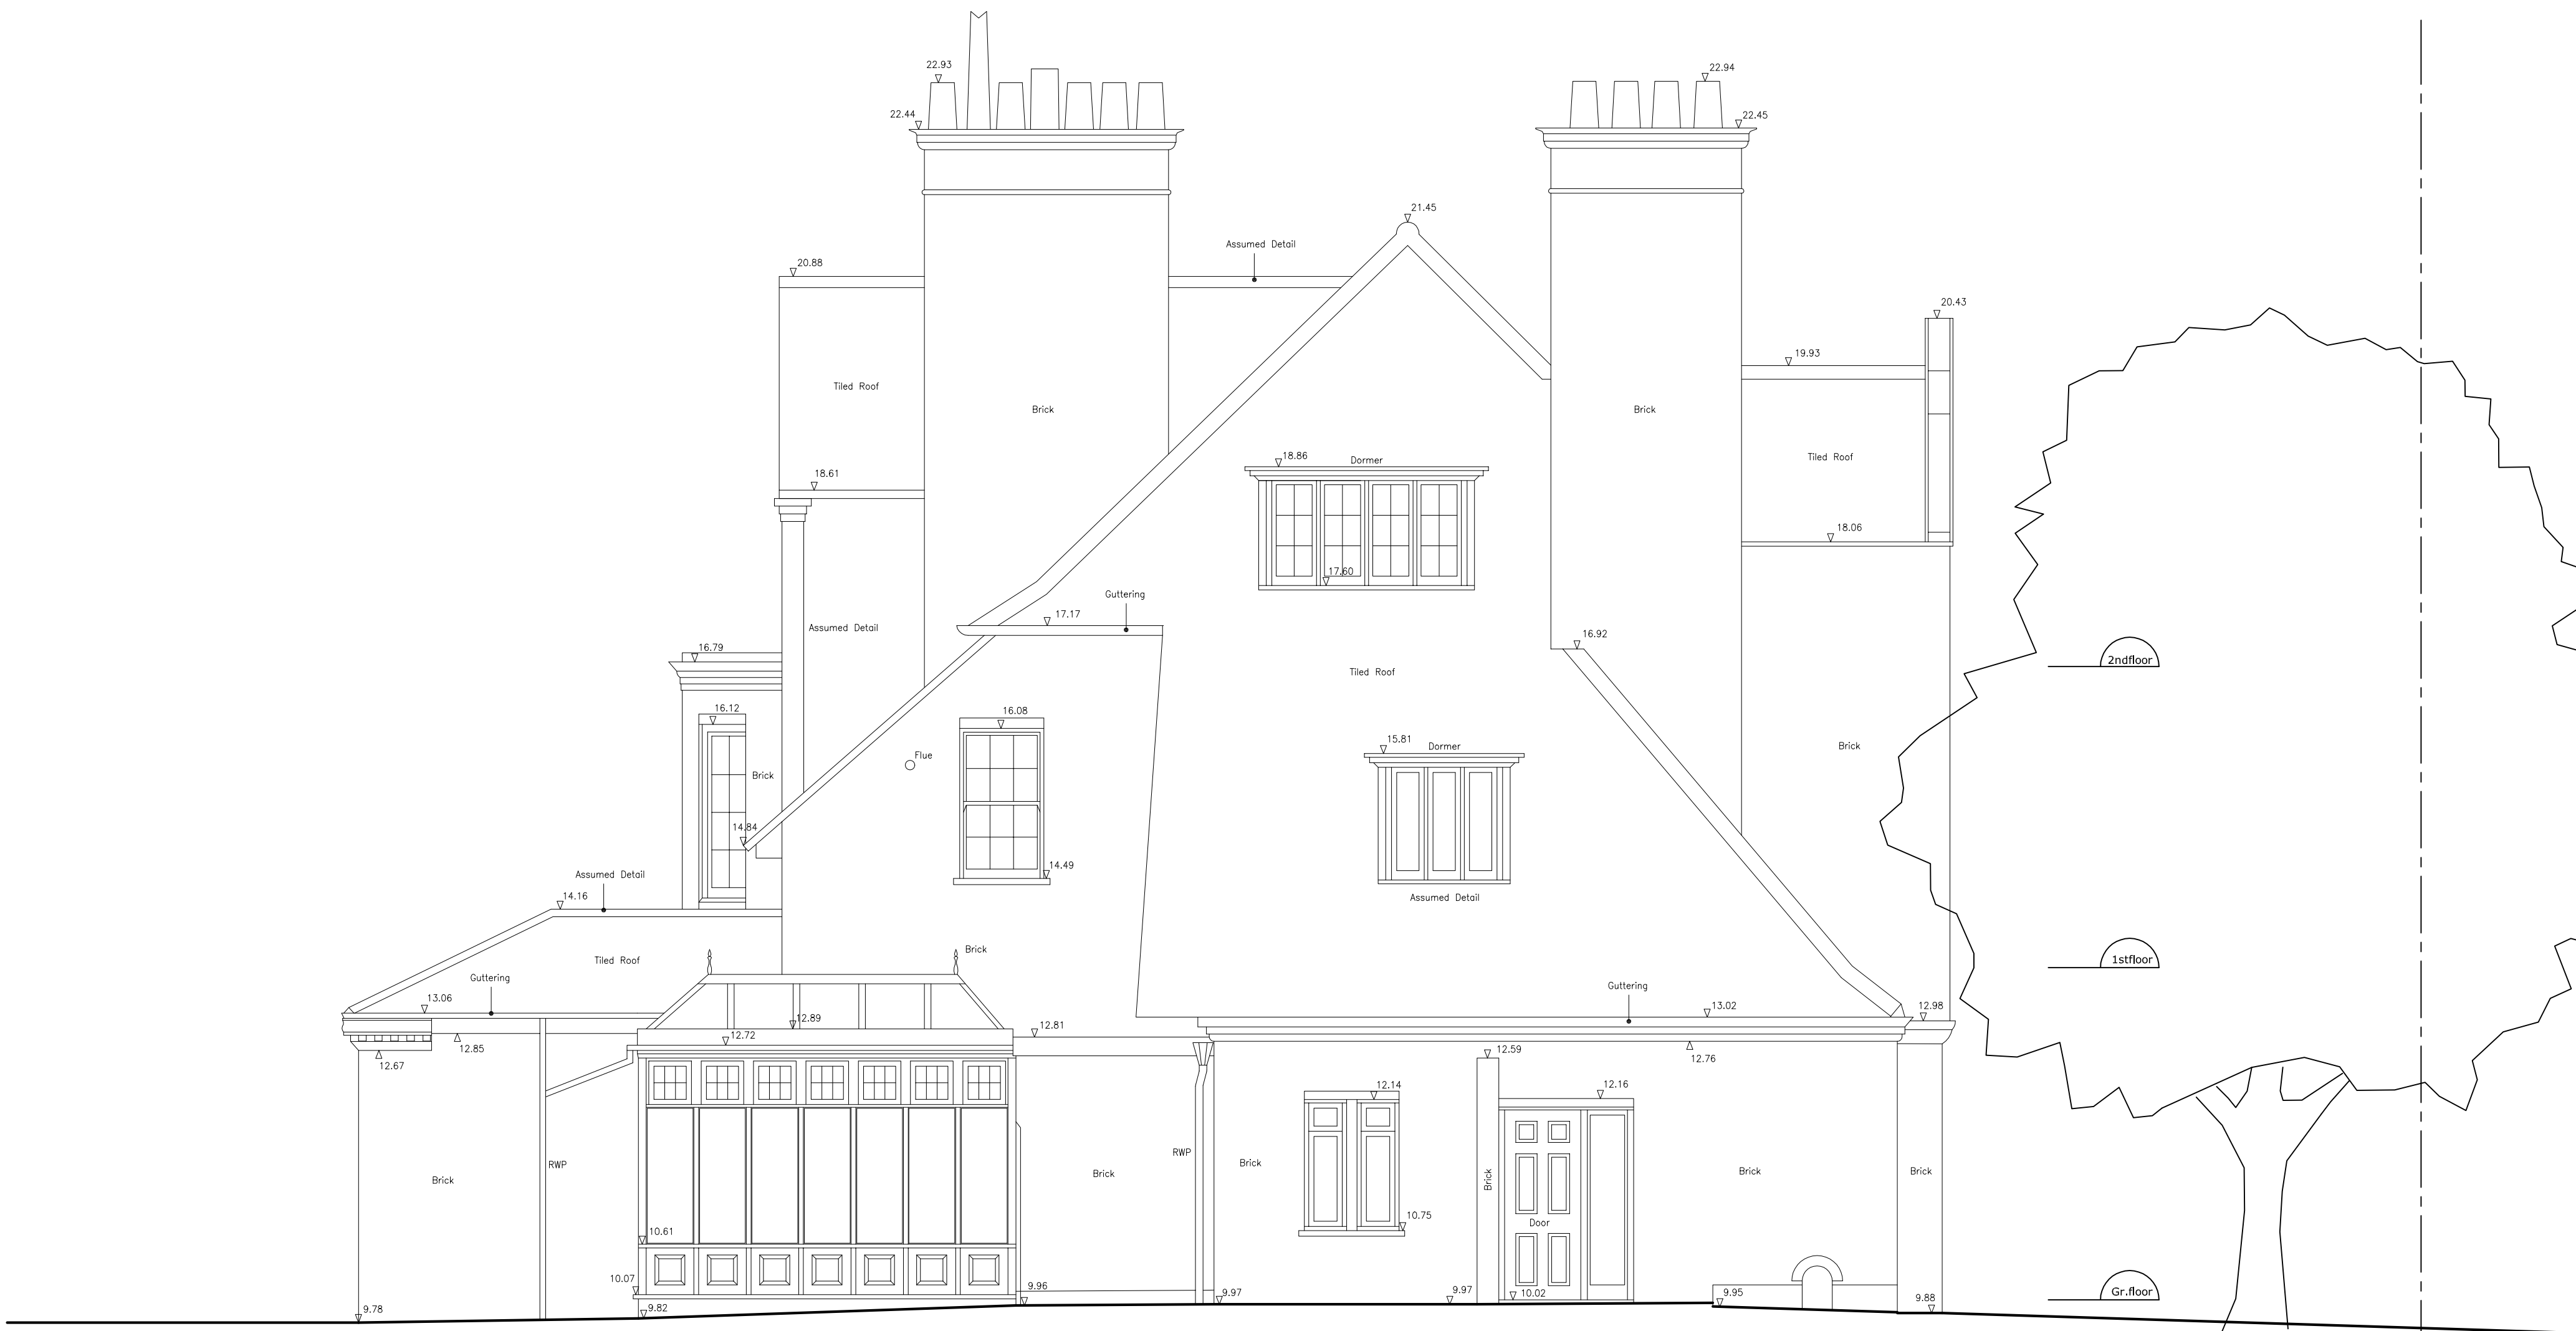 22.93
22.94
22.44
22.45
21.45
Assumed Detail
20.88
20.43
19.93
Tiled Roof
Brick
Brick
18.86
Dormer
Tiled Roof
18.61
18.06
17.60
Guttering
17.17
Assumed Detail
16.92
16.79
2ndfloor
Tiled Roof
16.12
16.08
15.81
Dormer
Brick
Flue
Brick
14.84
14.49
Assumed Detail
14.16
Assumed Detail
Brick
Tiled Roof
1stfloor
Guttering
Guttering
13.06
13.02
12.98
12.89
12.81
12.72
12.85
12.67
12.59
12.76
12.14
12.16
RWP
RWP
Brick
Brick
Brick
Brick
Brick
Brick
10.75
Door
10.61
10.07
9.96
9.97
9.97
10.02
9.95
9.88
Gr.floor
9.78
9.82